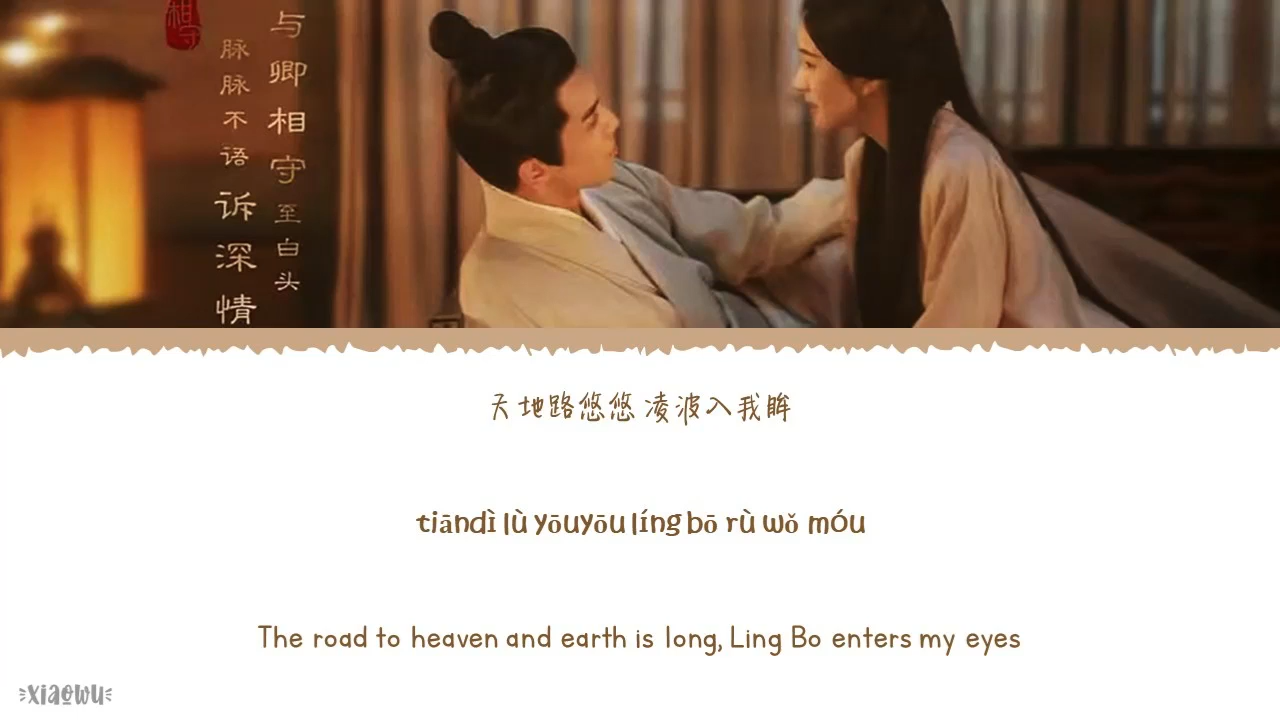 相守
与卿相守至白头
脉脉不语诉深情
天地路悠悠 凌波入我眸
tiāndì lù yōuyōu líng bō rù wǒ móu
The road to heaven and earth is long, Ling Bo enters my eyes
xiaowu